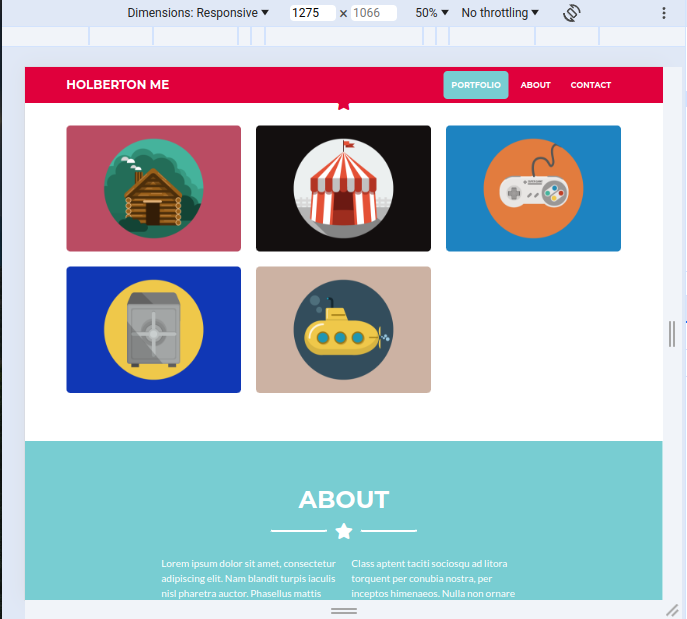 Dimensions: Responsive 1275 × 1066 50% No throttling
HOLBERTON ME PORTFOLIO ABOUT CONTACT
ABOUT
Lorem ipsum dolor sit amet, consectetur
adipiscing elit. Nam blandit turpis iaculis
nisl pharetra auctor. Phasellus mattis
Class aptent taciti sociosqu ad litora
torquent per conubia nostra, per
inceptos himenaeos. Nulla non ornare